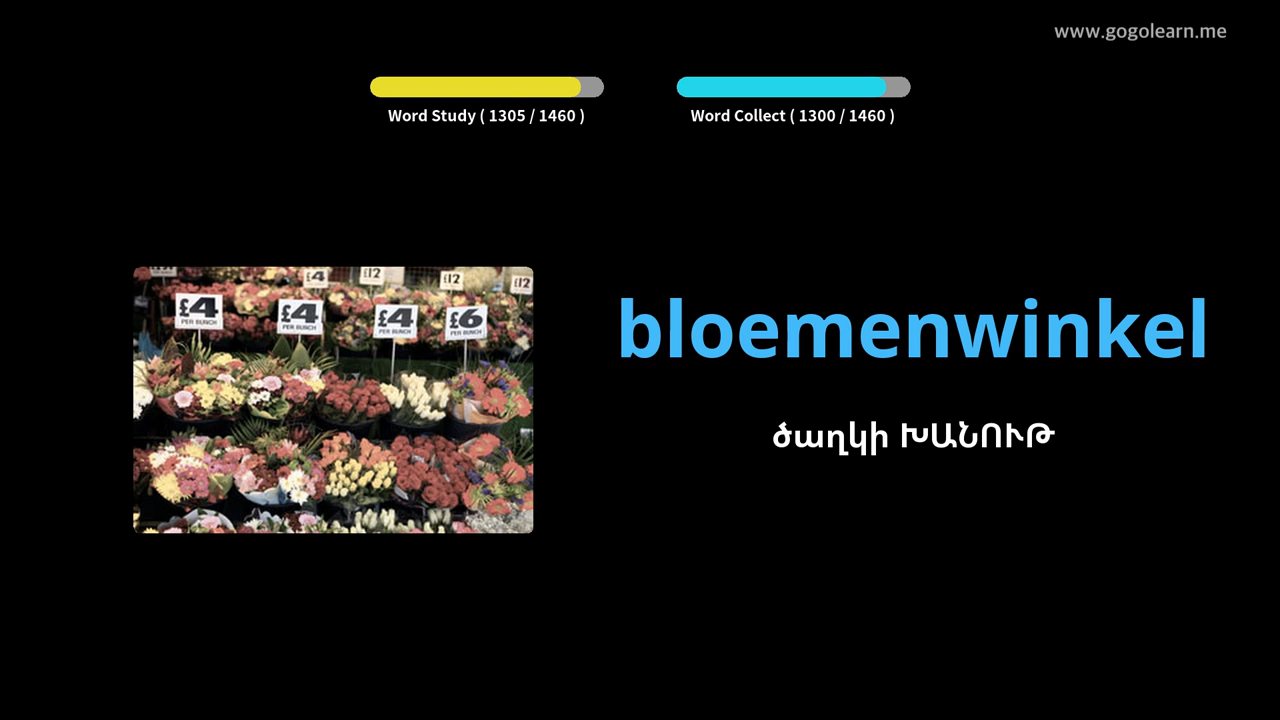 www.gogolearn.me
Word Study ( 1305 / 1460 )
Word Collect ( 1300 / 1460 )
£4
£12
£12
£12
£4
PER BUNCH
£4
PER BUNCH
£4
PER BUNCH
£6
PER BUNCH
bloemenwinkel
ծաղկի ԽԱՆՈՒԹ